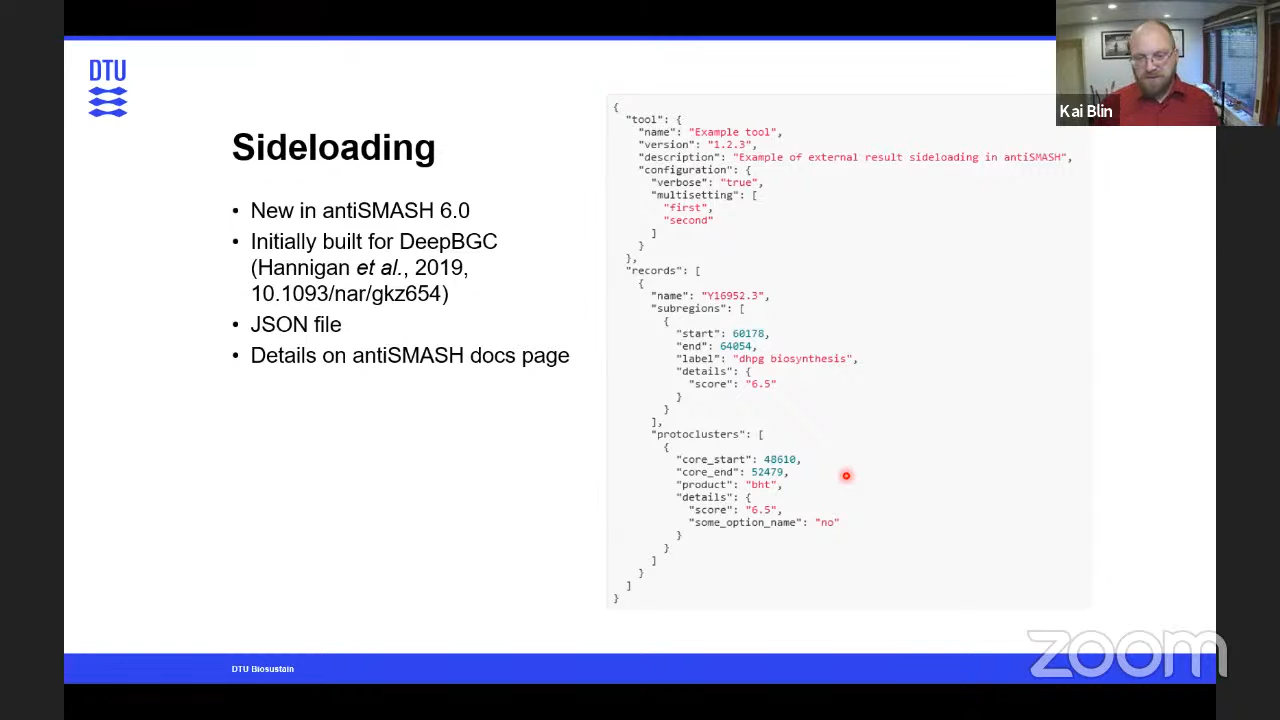 DTU
Sideloading
• New in antiSMASH 6.0
• Initially built for DeepBGC
(Hannigan et al., 2019,
10.1093/nar/gkz654)
• JSON file
• Details on antiSMASH docs page
{
"tool": {
"name": "Example tool",
"version": "1.2.3",
"description": "Example of external result sideloading in antiSMASH",
"configuration": {
"verbose": "true",
"multisetting": [
"first",
"second"
]
}
},
"records": [
{
"name": "Y16952.3",
"subregions": [
{
"start": 60178,
"end": 64054,
"label": "dhpg biosynthesis",
"details": {
"score": "6.5"
}
}
],
"protoclusters": [
{
"core_start": 48610,
"core_end": 52479,
"product": "bht",
"details": {
"score": "6.5",
"some_option_name": "no"
}
}
]
}
]
}
Kai Blin
DTU Biosustain
zoom